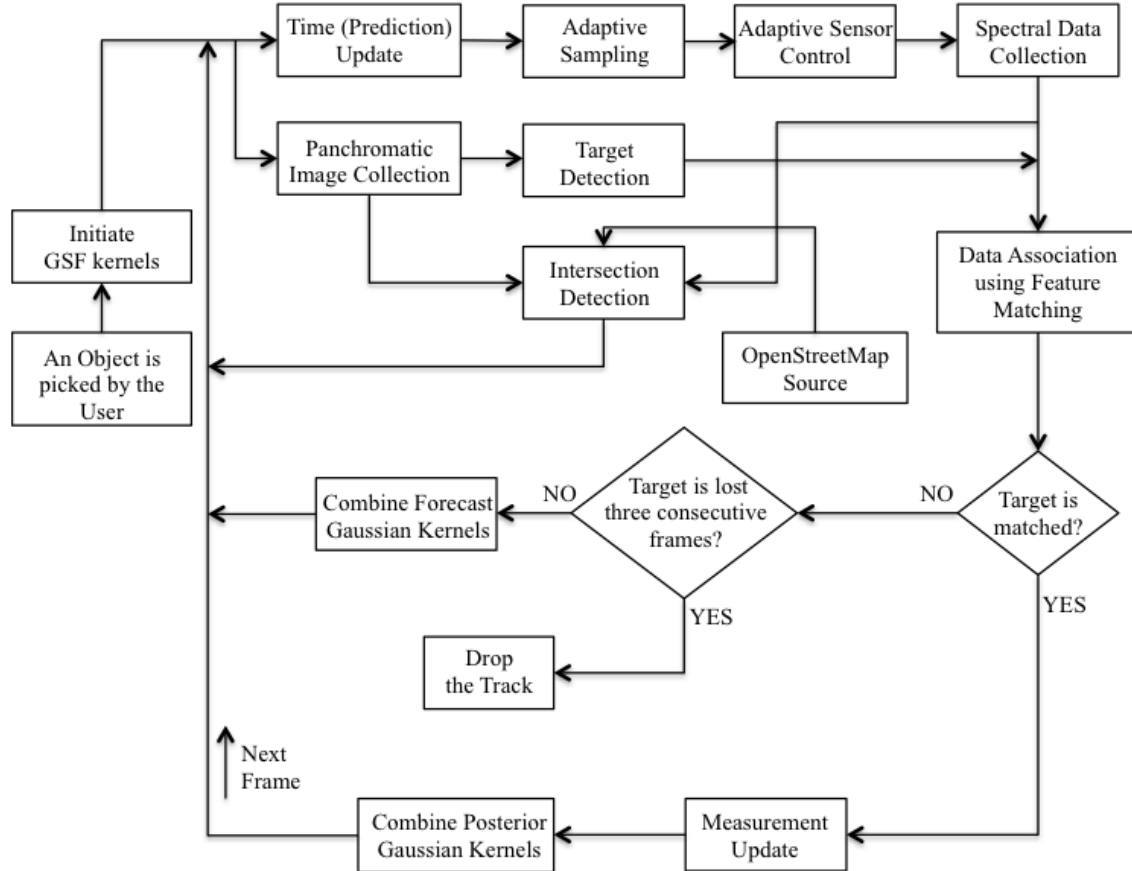 Time (Prediction)
Update
Adaptive
Sampling
Adaptive Sensor
Control
Spectral Data
Collection
Panchromatic
Image Collection
Target
Detection
Initiate
GSF kernels
Intersection
Detection
Data Association
using Feature
Matching
An Object is
picked by the
User
OpenStreetMap
Source
Combine Forecast
Gaussian Kernels
NO
Target is lost
three consecutive
frames?
NO
Target is
matched?
YES
YES
Drop
the Track
Next
Frame
Combine Posterior
Gaussian Kernels
Measurement
Update